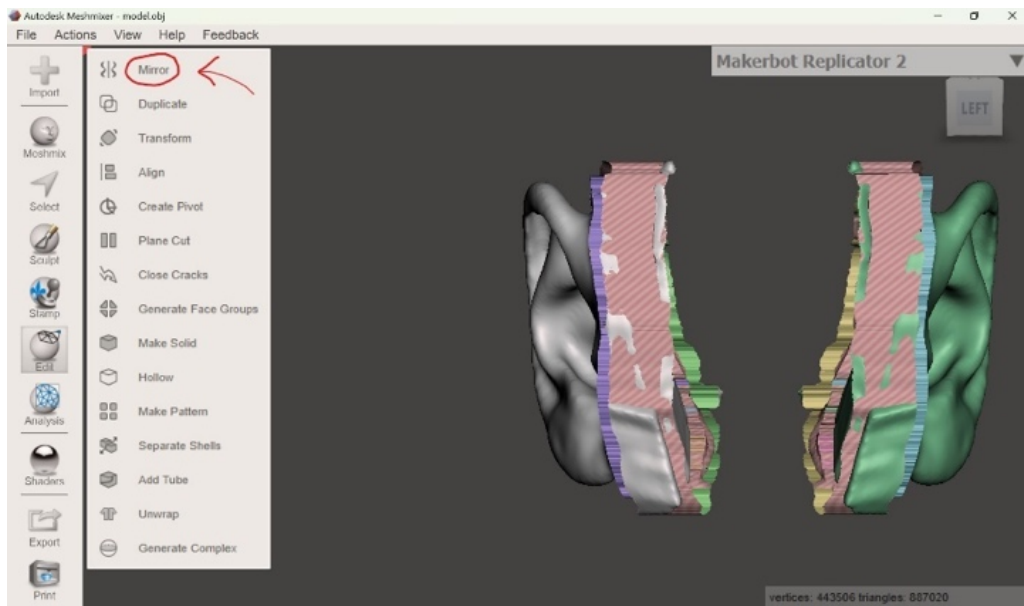 Autodesk Meshmixer - model.obj
File Actions View Help Feedback
Import
Meshmix
Select
Sculpt
Stamp
Edit
Analysis
Shaders
Export
Print
Mirror
Duplicate
Transform
Align
Create Pivot
Plane Cut
Close Cracks
Generate Face Groups
Make Solid
Hollow
Make Pattern
Separate Shells
Add Tube
Unwrap
Generate Complex
Makerbot Replicator 2
LEFT
vertices: 443506 triangles: 887020